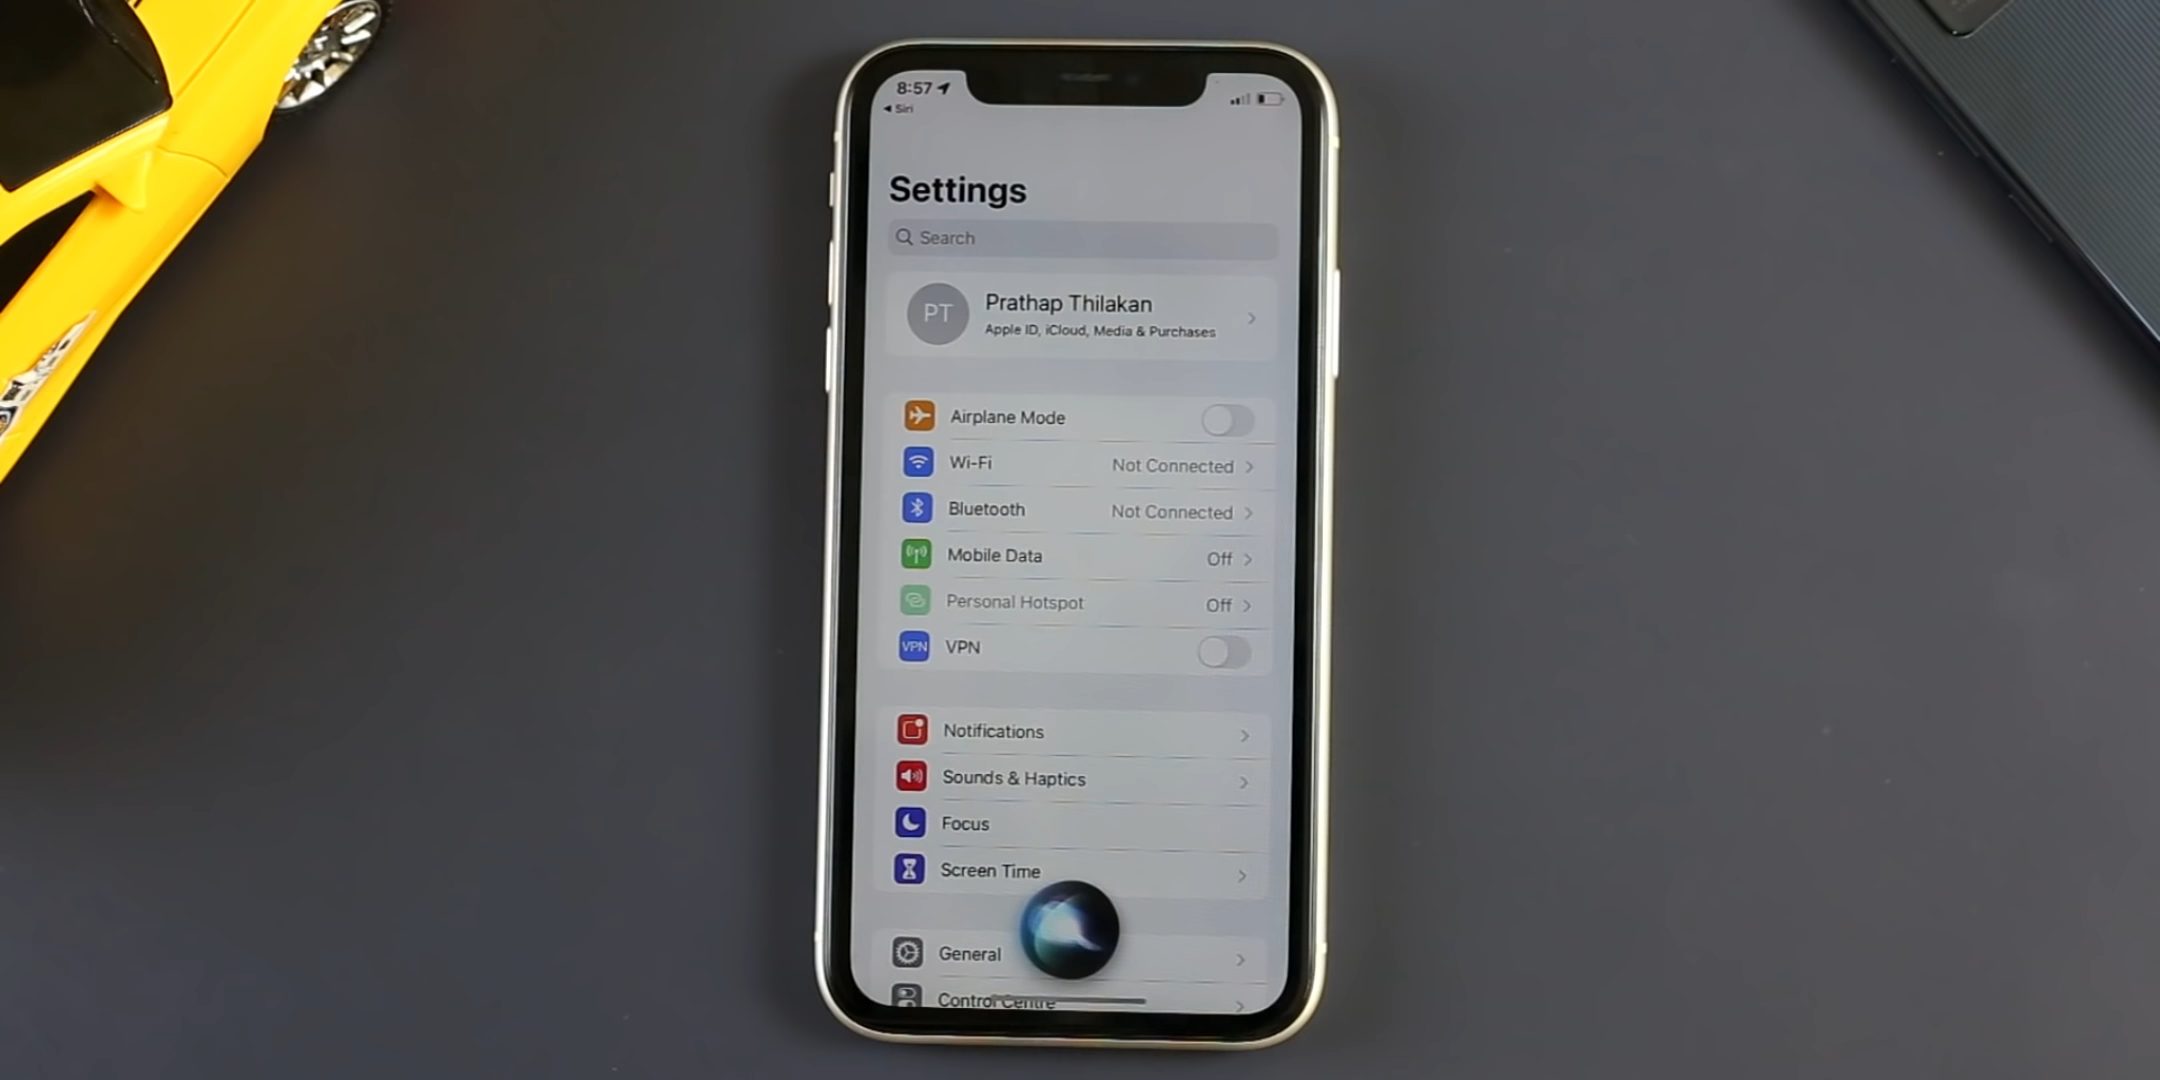 8:57
◀ Siri
Settings
Search
PT
Prathap Thilakan
Apple ID, iCloud, Media & Purchases
Airplane Mode
Wi-Fi Not Connected
Bluetooth Not Connected
Mobile Data Off
Personal Hotspot Off
VPN VPN
Notifications
Sounds & Haptics
Focus
Screen Time
General
Control Centre